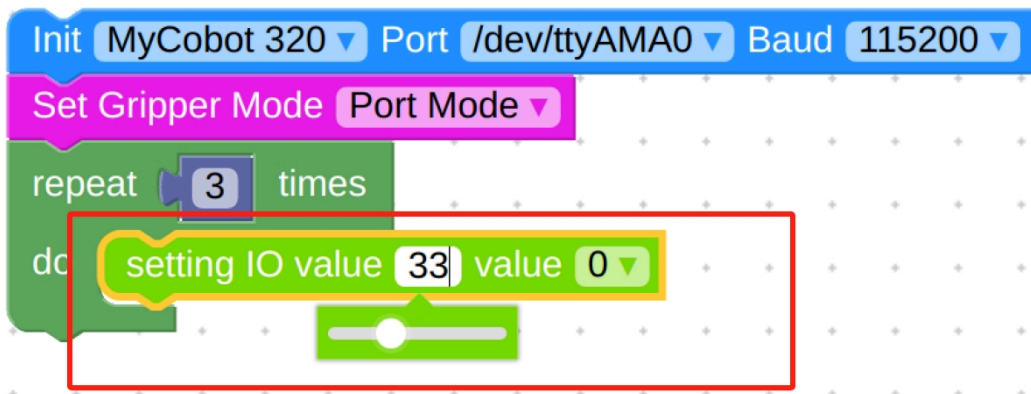 Init MyCobot 320 Port /dev/ttyAMA0 Baud 115200
Set Gripper Mode Port Mode
repeat 3 times
do setting IO value 33 value 0